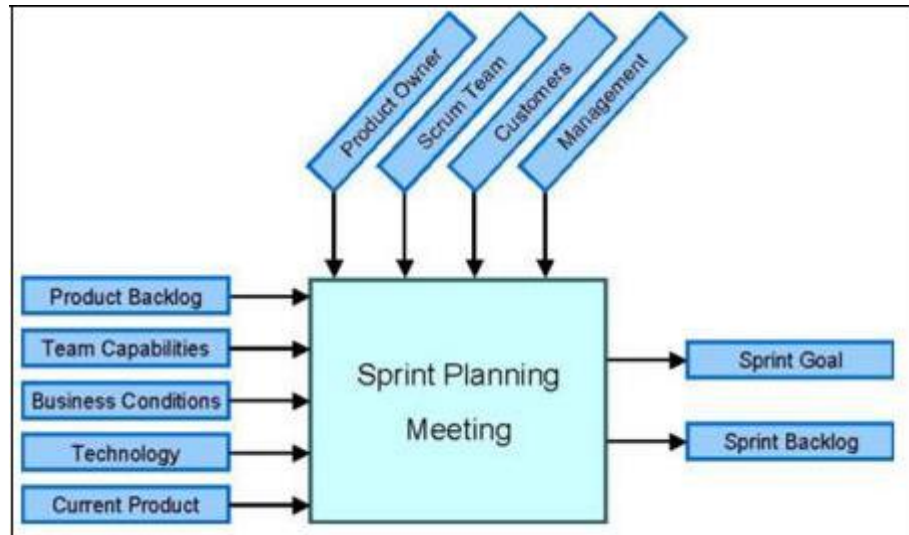 Product Owner
Scrum Team
Customers
Management
Product Backlog
Team Capabilities
Business Conditions
Technology
Current Product
Sprint Planning
Meeting
Sprint Goal
Sprint Backlog